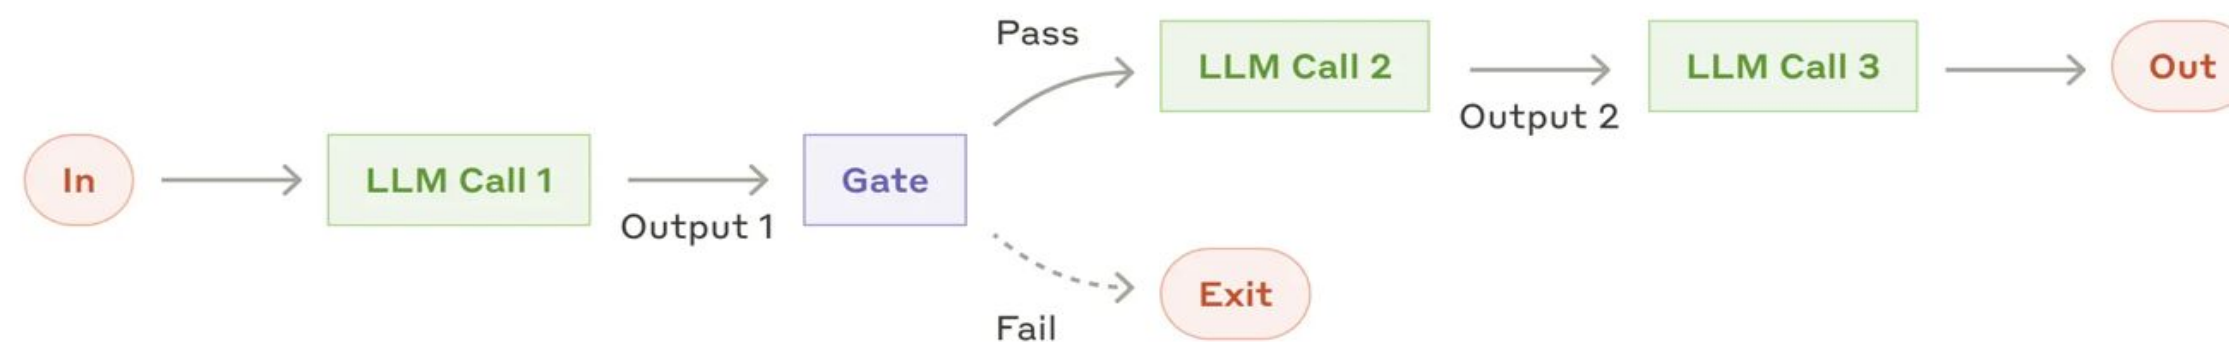 In
LLM Call 1
Output 1
Gate
Pass
LLM Call 2
Output 2
LLM Call 3
Out
Fail
Exit